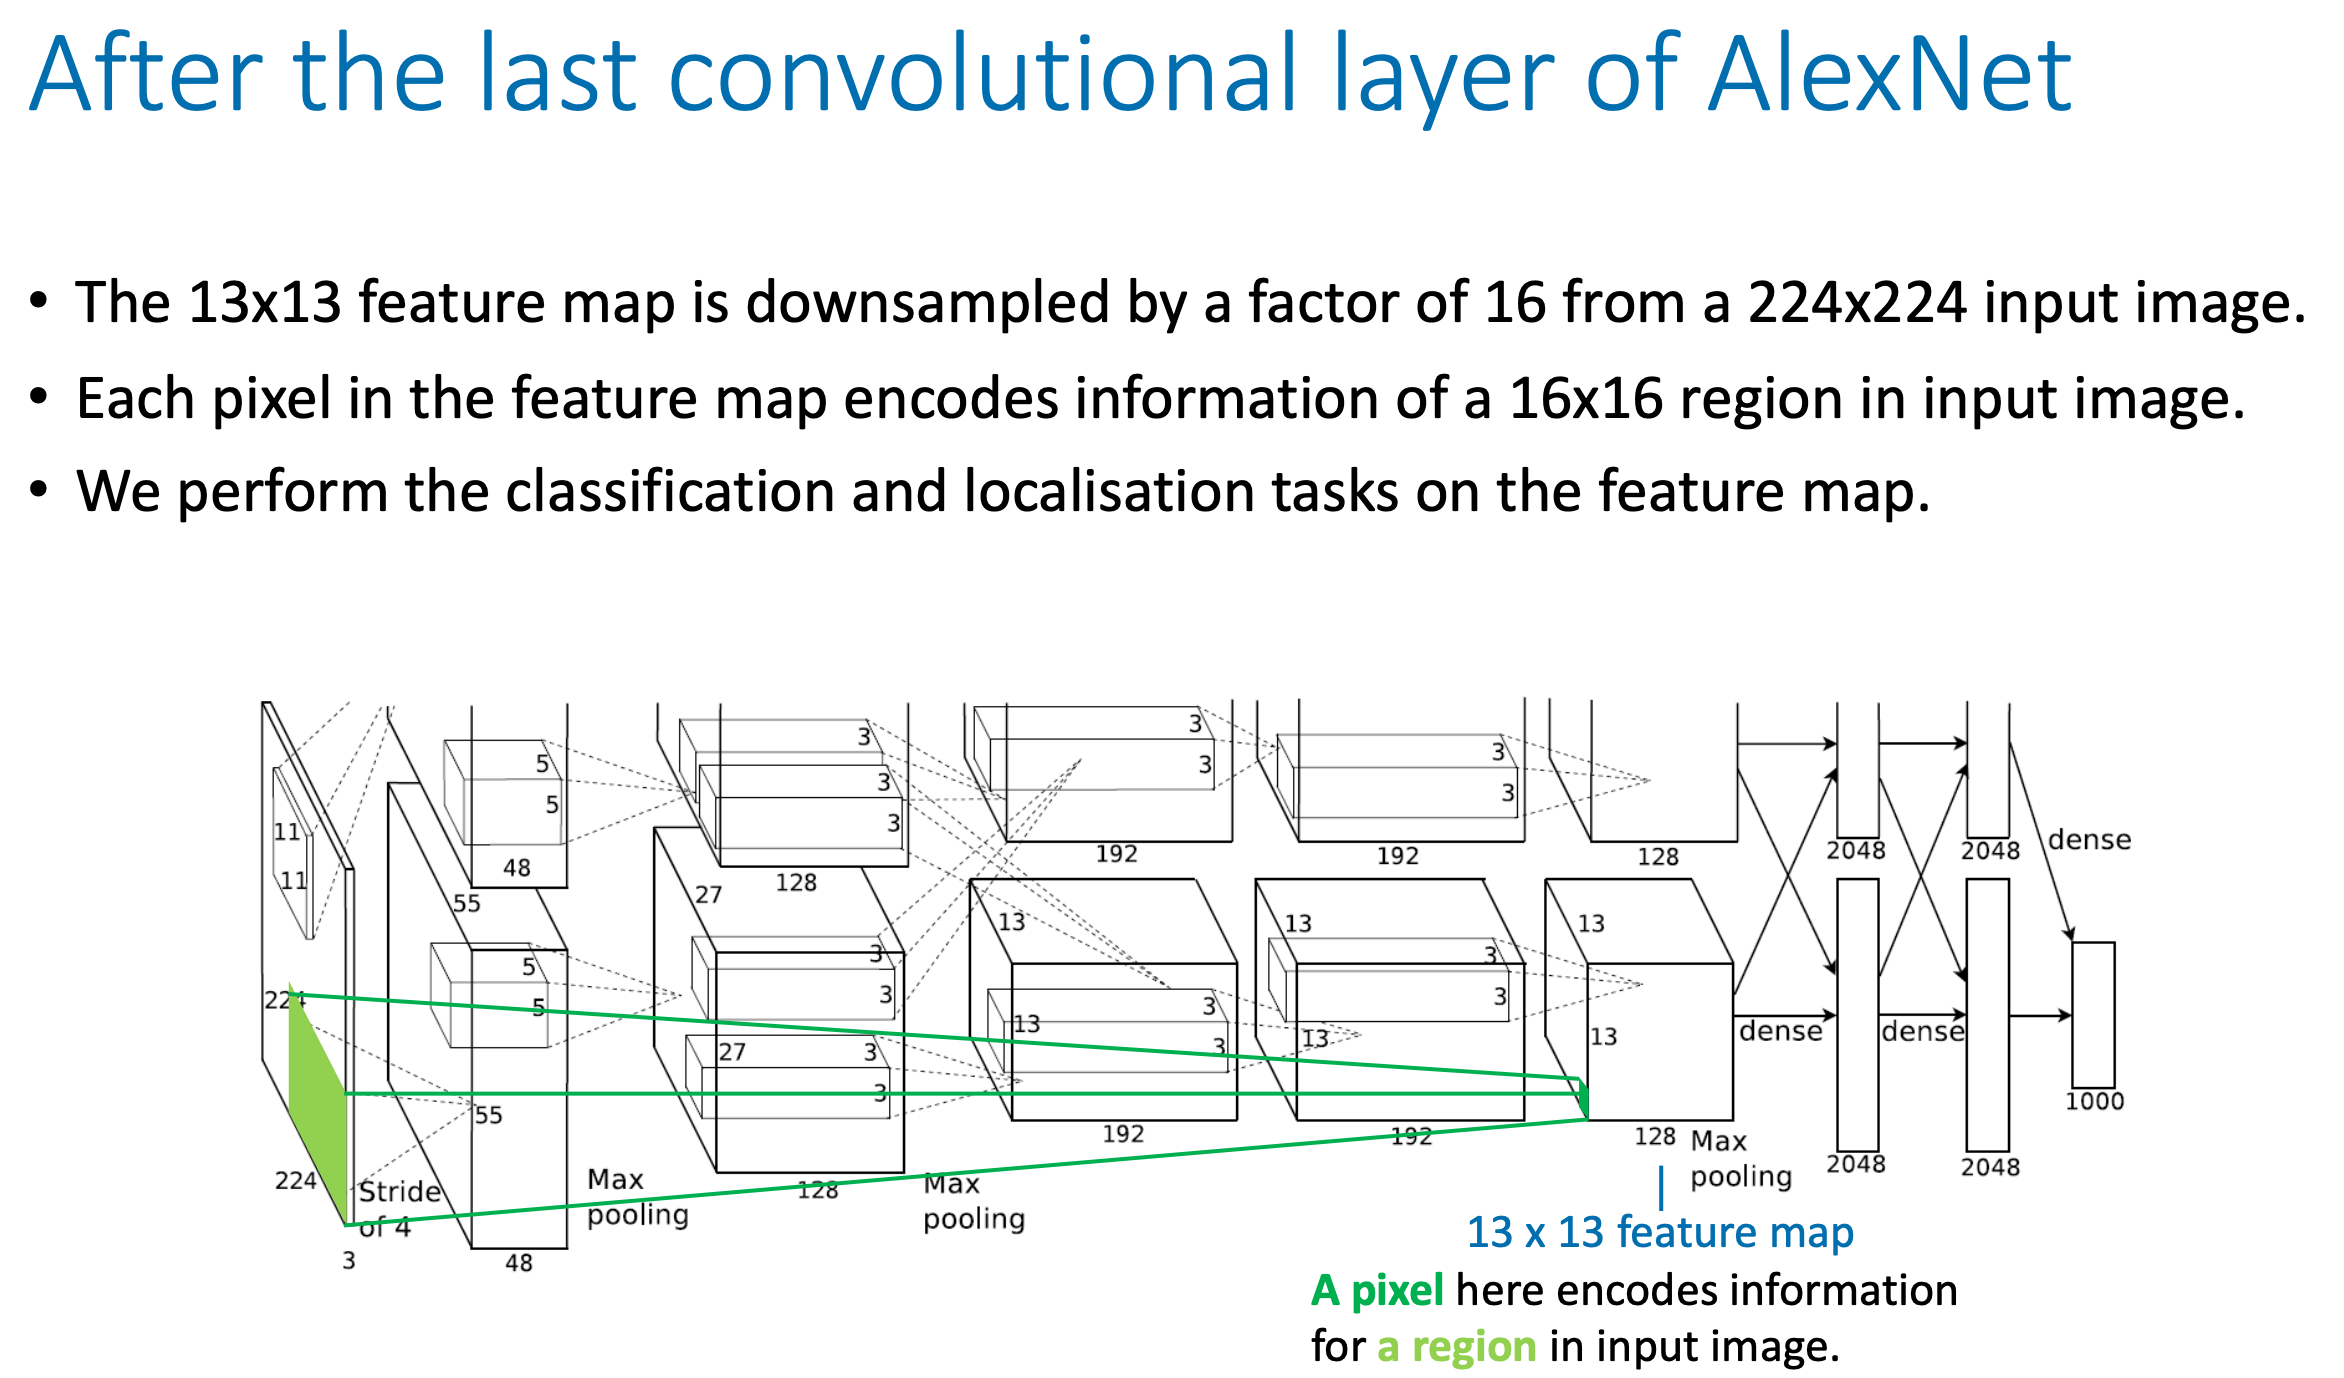 After the last convolutional layer of AlexNet
• The 13x13 feature map is downsampled by a factor of 16 from a 224x224 input image.
• Each pixel in the feature map encodes information of a 16x16 region in input image.
• We perform the classification and localisation tasks on the feature map.
11
11
224
224
3
Stride
of 4
5
5
48
55
5
5
55
48
Max
pooling
3
3
3
3
128
27
3
3
27
3
3
128
Max
pooling
3
3
192
13
3
13
3
192
3
3
192
13
3
3
13
192
128
13
13
128
Max
pooling
dense
2048
dense
2048
2048
2048
dense
1000
13 x 13 feature map
A pixel here encodes information
for a region in input image.